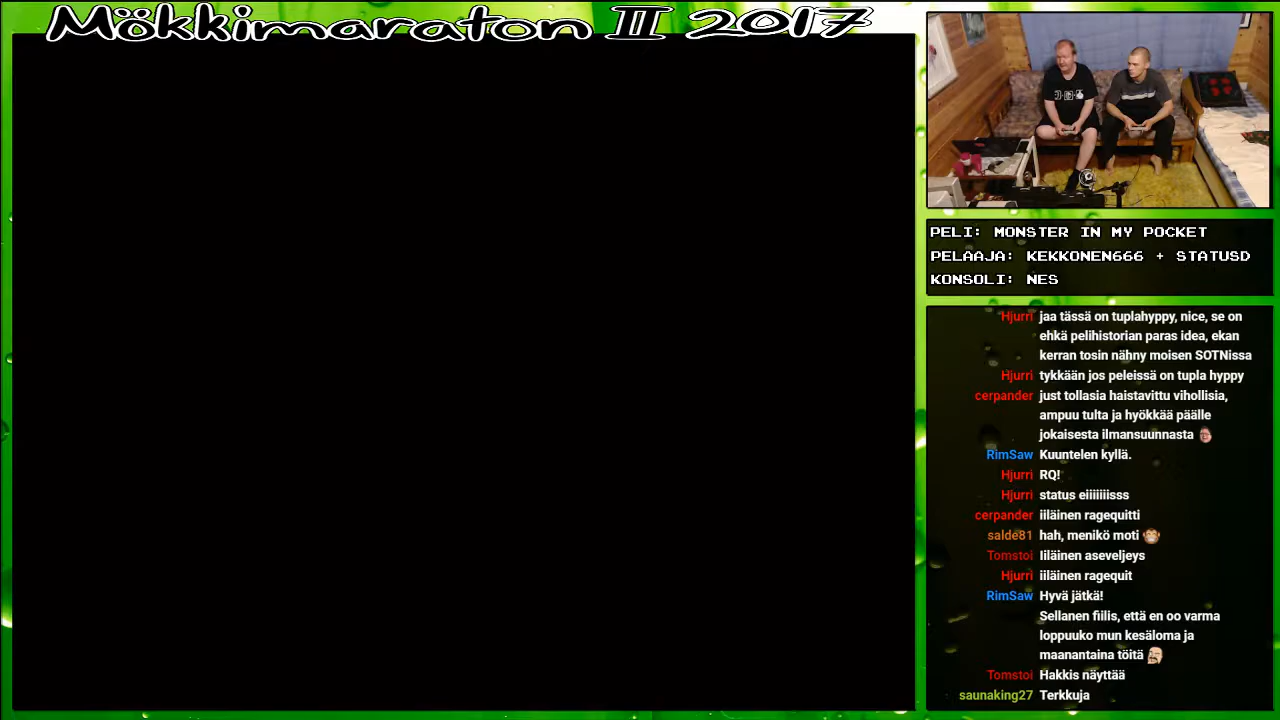 Mökkimaraton II 2017
PELI: MONSTER IN MY POCKET
PELAAJA: KEKKONEN666 + STATUSD
KONSOLI: NES
Hjurri jaa tässä on tuplahyppy, nice, se on
ehkä pelihistorian paras idea, ekan
kerran tosin nähny moisen SOTNissa
Hjurri tykkään jos peleissä on tupla hyppy
cerpander just tollasia haistavittu vihollisia,
ampuu tulta ja hyökkää päälle
jokaisesta ilmansuunnasta
RimSaw Kuuntelen kyllä.
Hjurri RQ!
Hjurri status eiiiiiiisss
cerpander iiläinen ragequitti
salde81 hah, menikö moti
Tomstoi Iiläinen aseveljeys
Hjurri iiläinen ragequit
RimSaw Hyvä jätkä!
Sellanen fiilis, että en oo varma
loppuuko mun kesäloma ja
maanantaina töitä
Tomstoi Hakkis näyttää
saunaking27 Terkkuja